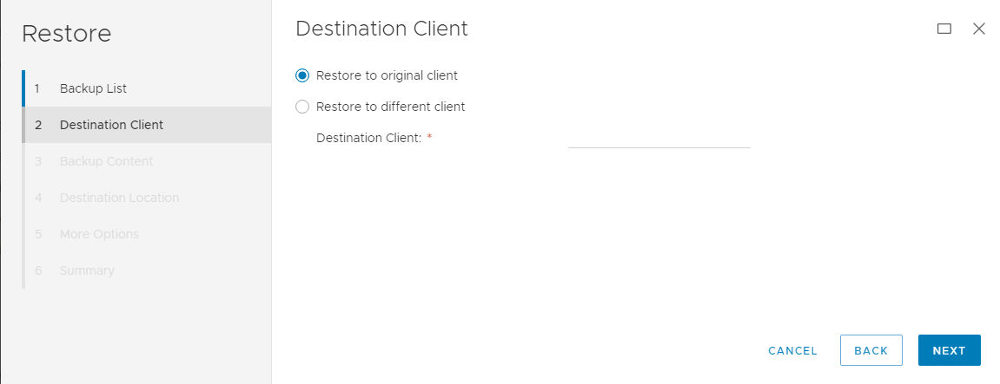 Restore
1 Backup List
2 Destination Client
3 Backup Content
4 Destination Location
5 More Options
6 Summary
Destination Client
Restore to original client
Restore to different client
Destination Client: *
CANCEL BACK NEXT